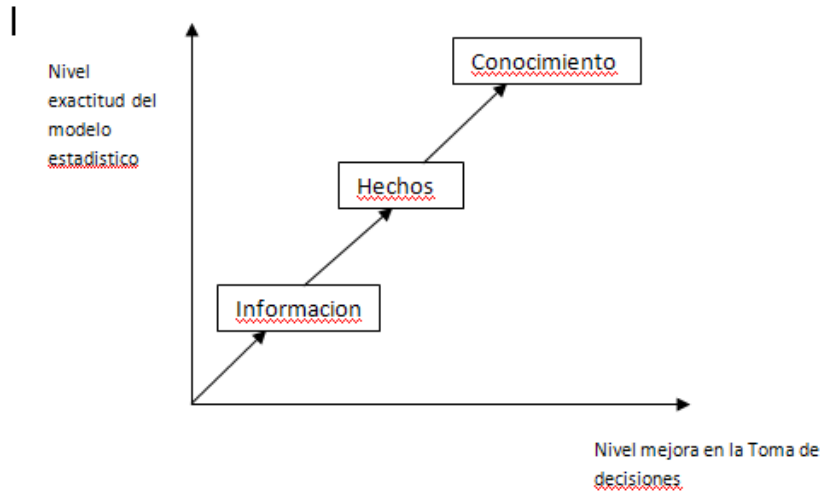 Nivel
exactitud del
modelo
estadistico
Conocimiento
Hechos
Informacion
Nivel mejora en la Toma de
decisiones